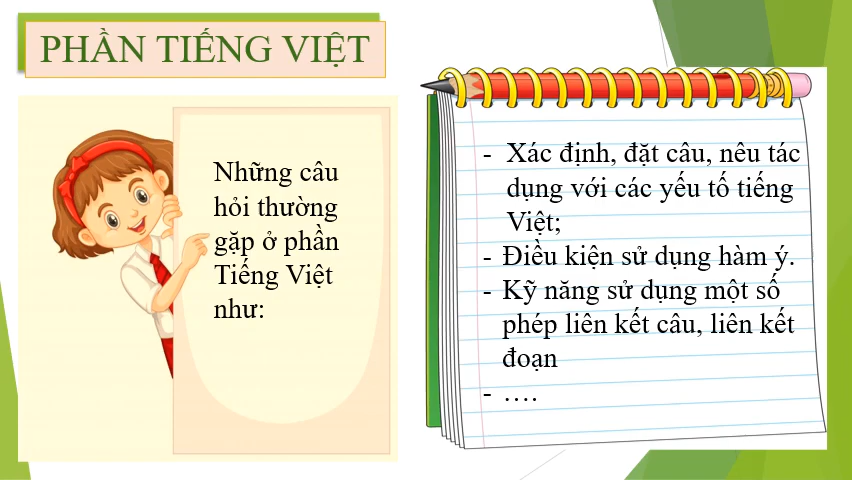 PHẦN TIẾNG VIỆT
Những câu
hỏi thường
gặp ở phần
Tiếng Việt
như:
- Xác định, đặt câu, nêu tác
dụng với các yếu tố tiếng
Việt;
- Điều kiện sử dụng hàm ý.
- Kỹ năng sử dụng một số
phép liên kết câu, liên kết
đoạn
- ….